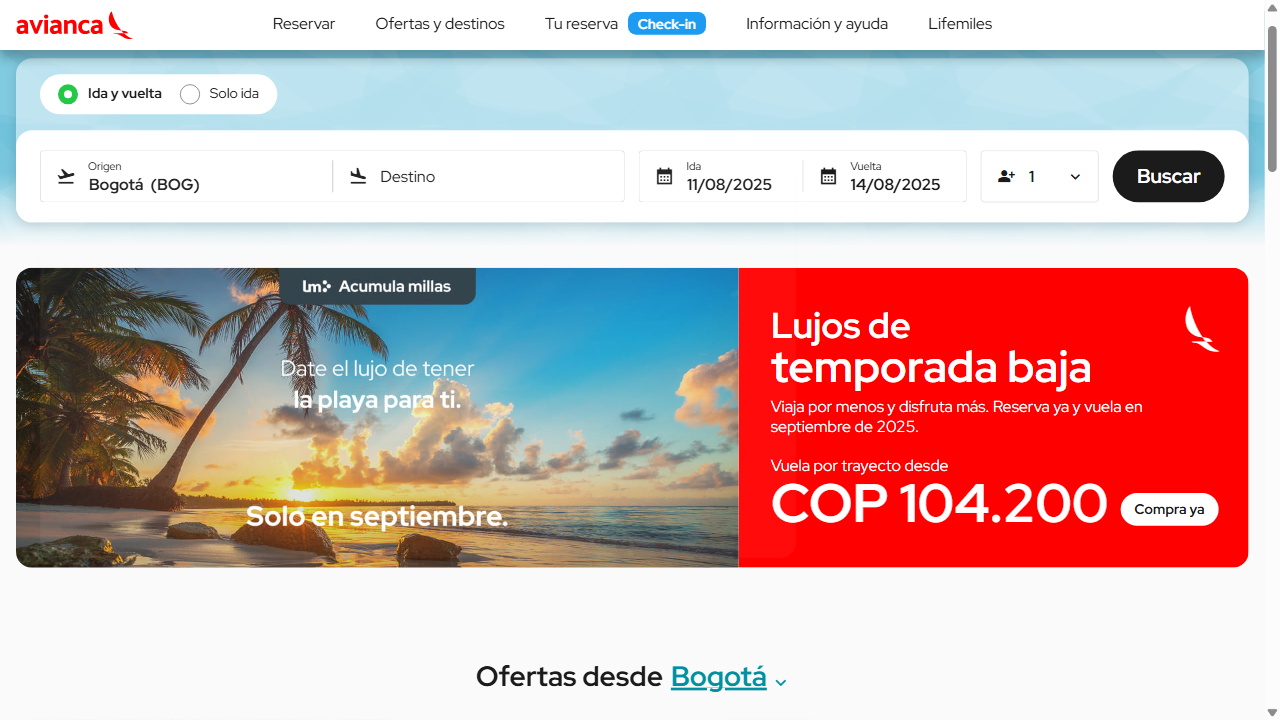 avianca
Reservar
Ofertas y destinos
Tu reserva
Check-in
Información y ayuda
Lifemiles
Ida y vuelta
Solo ida
Origen
Bogotá (BOG)
Destino
Ida
11/08/2025
Vuelta
14/08/2025
1
Buscar
lm Acumula millas
Date el lujo de tener
la playa para ti.
Solo en septiembre.
Lujos de
temporada baja
Viaja por menos y disfruta más. Reserva ya y vuela en
septiembre de 2025.
Vuela por trayecto desde
COP 104.200
Compra ya
Ofertas desde Bogotá